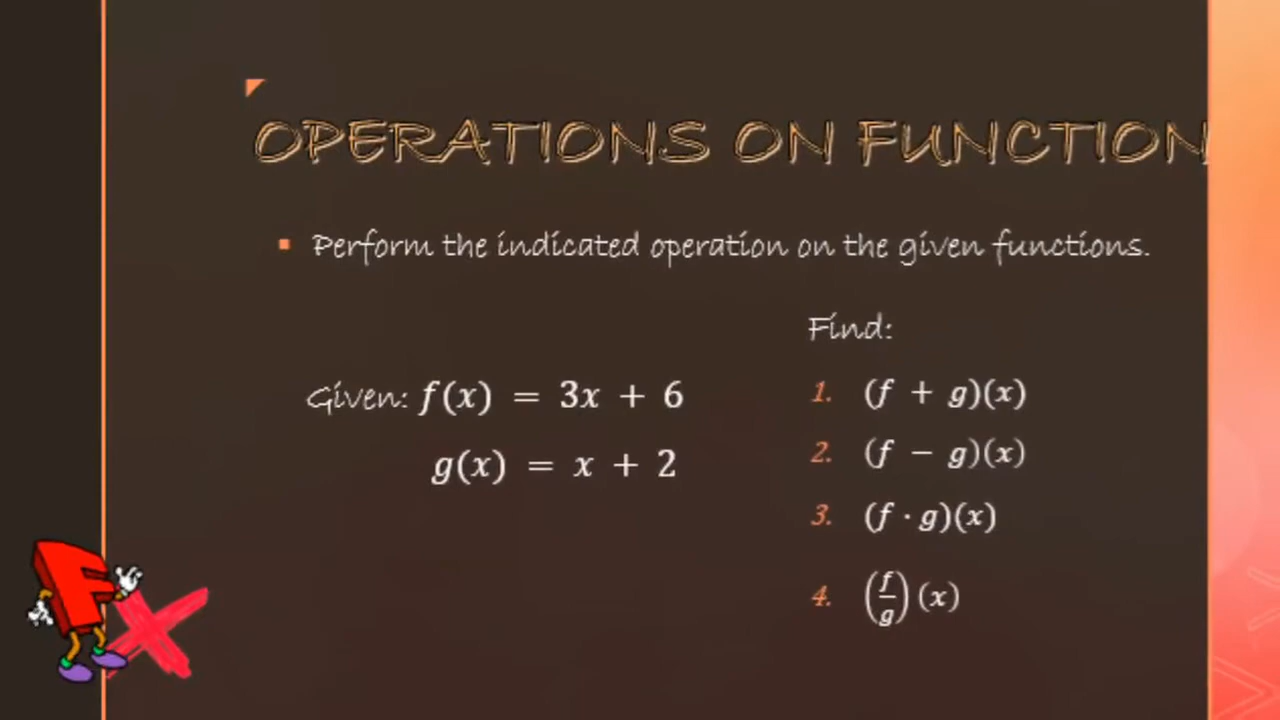 OPERATIONS ON FUNCTION
▪ Perform the indicated operation on the given functions.
Find:
Given: f(x) = 3x + 6
g(x) = x + 2
1. (f + g)(x)
2. (f − g)(x)
3. (f · g)(x)
4. (f/g)(x)
F
X